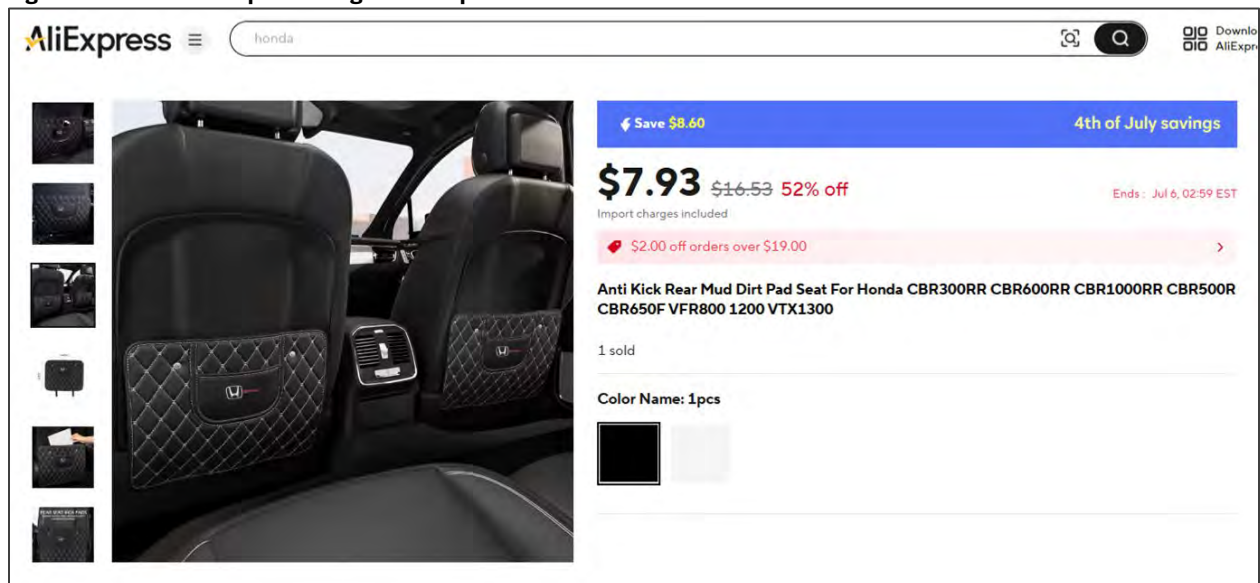 AliExpress
honda
Downlo
AliExpr
Save $8.60
4th of July savings
$7.93 $16.53 52% off
Ends : Jul 6, 02:59 EST
Import charges included
$2.00 off orders over $19.00
Anti Kick Rear Mud Dirt Pad Seat For Honda CBR300RR CBR600RR CBR1000RR CBR500R
CBR650F VFR800 1200 VTX1300
1 sold
Color Name: 1pcs